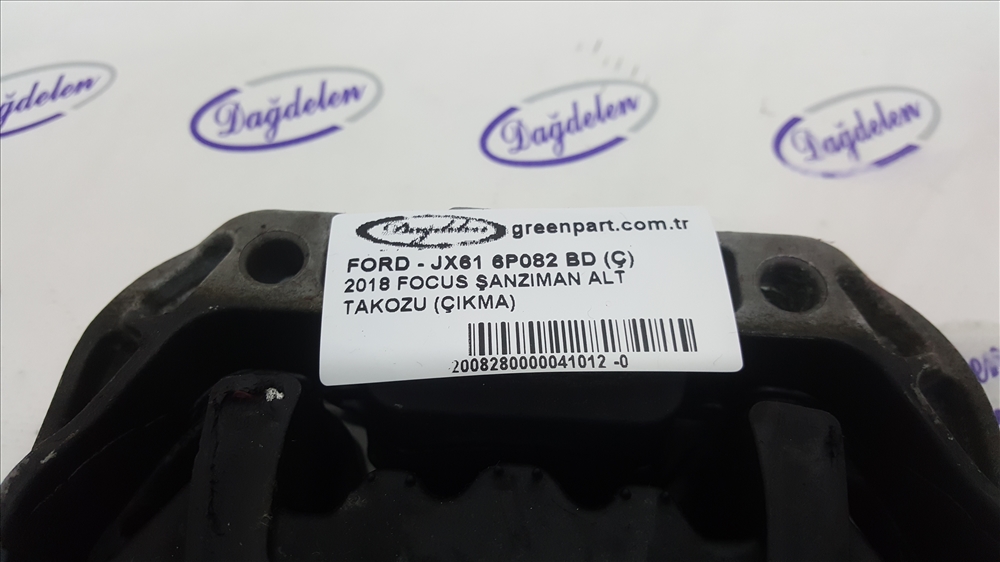 ğdelen
Dağdelen
Dağdelen
Dağdelen
Dağdelen greenpart.com.tr
FORD - JX61 6P082 BD (Ç)
2018 FOCUS ŞANZIMAN ALT
TAKOZU (ÇIKMA)
2008280000041012 -0